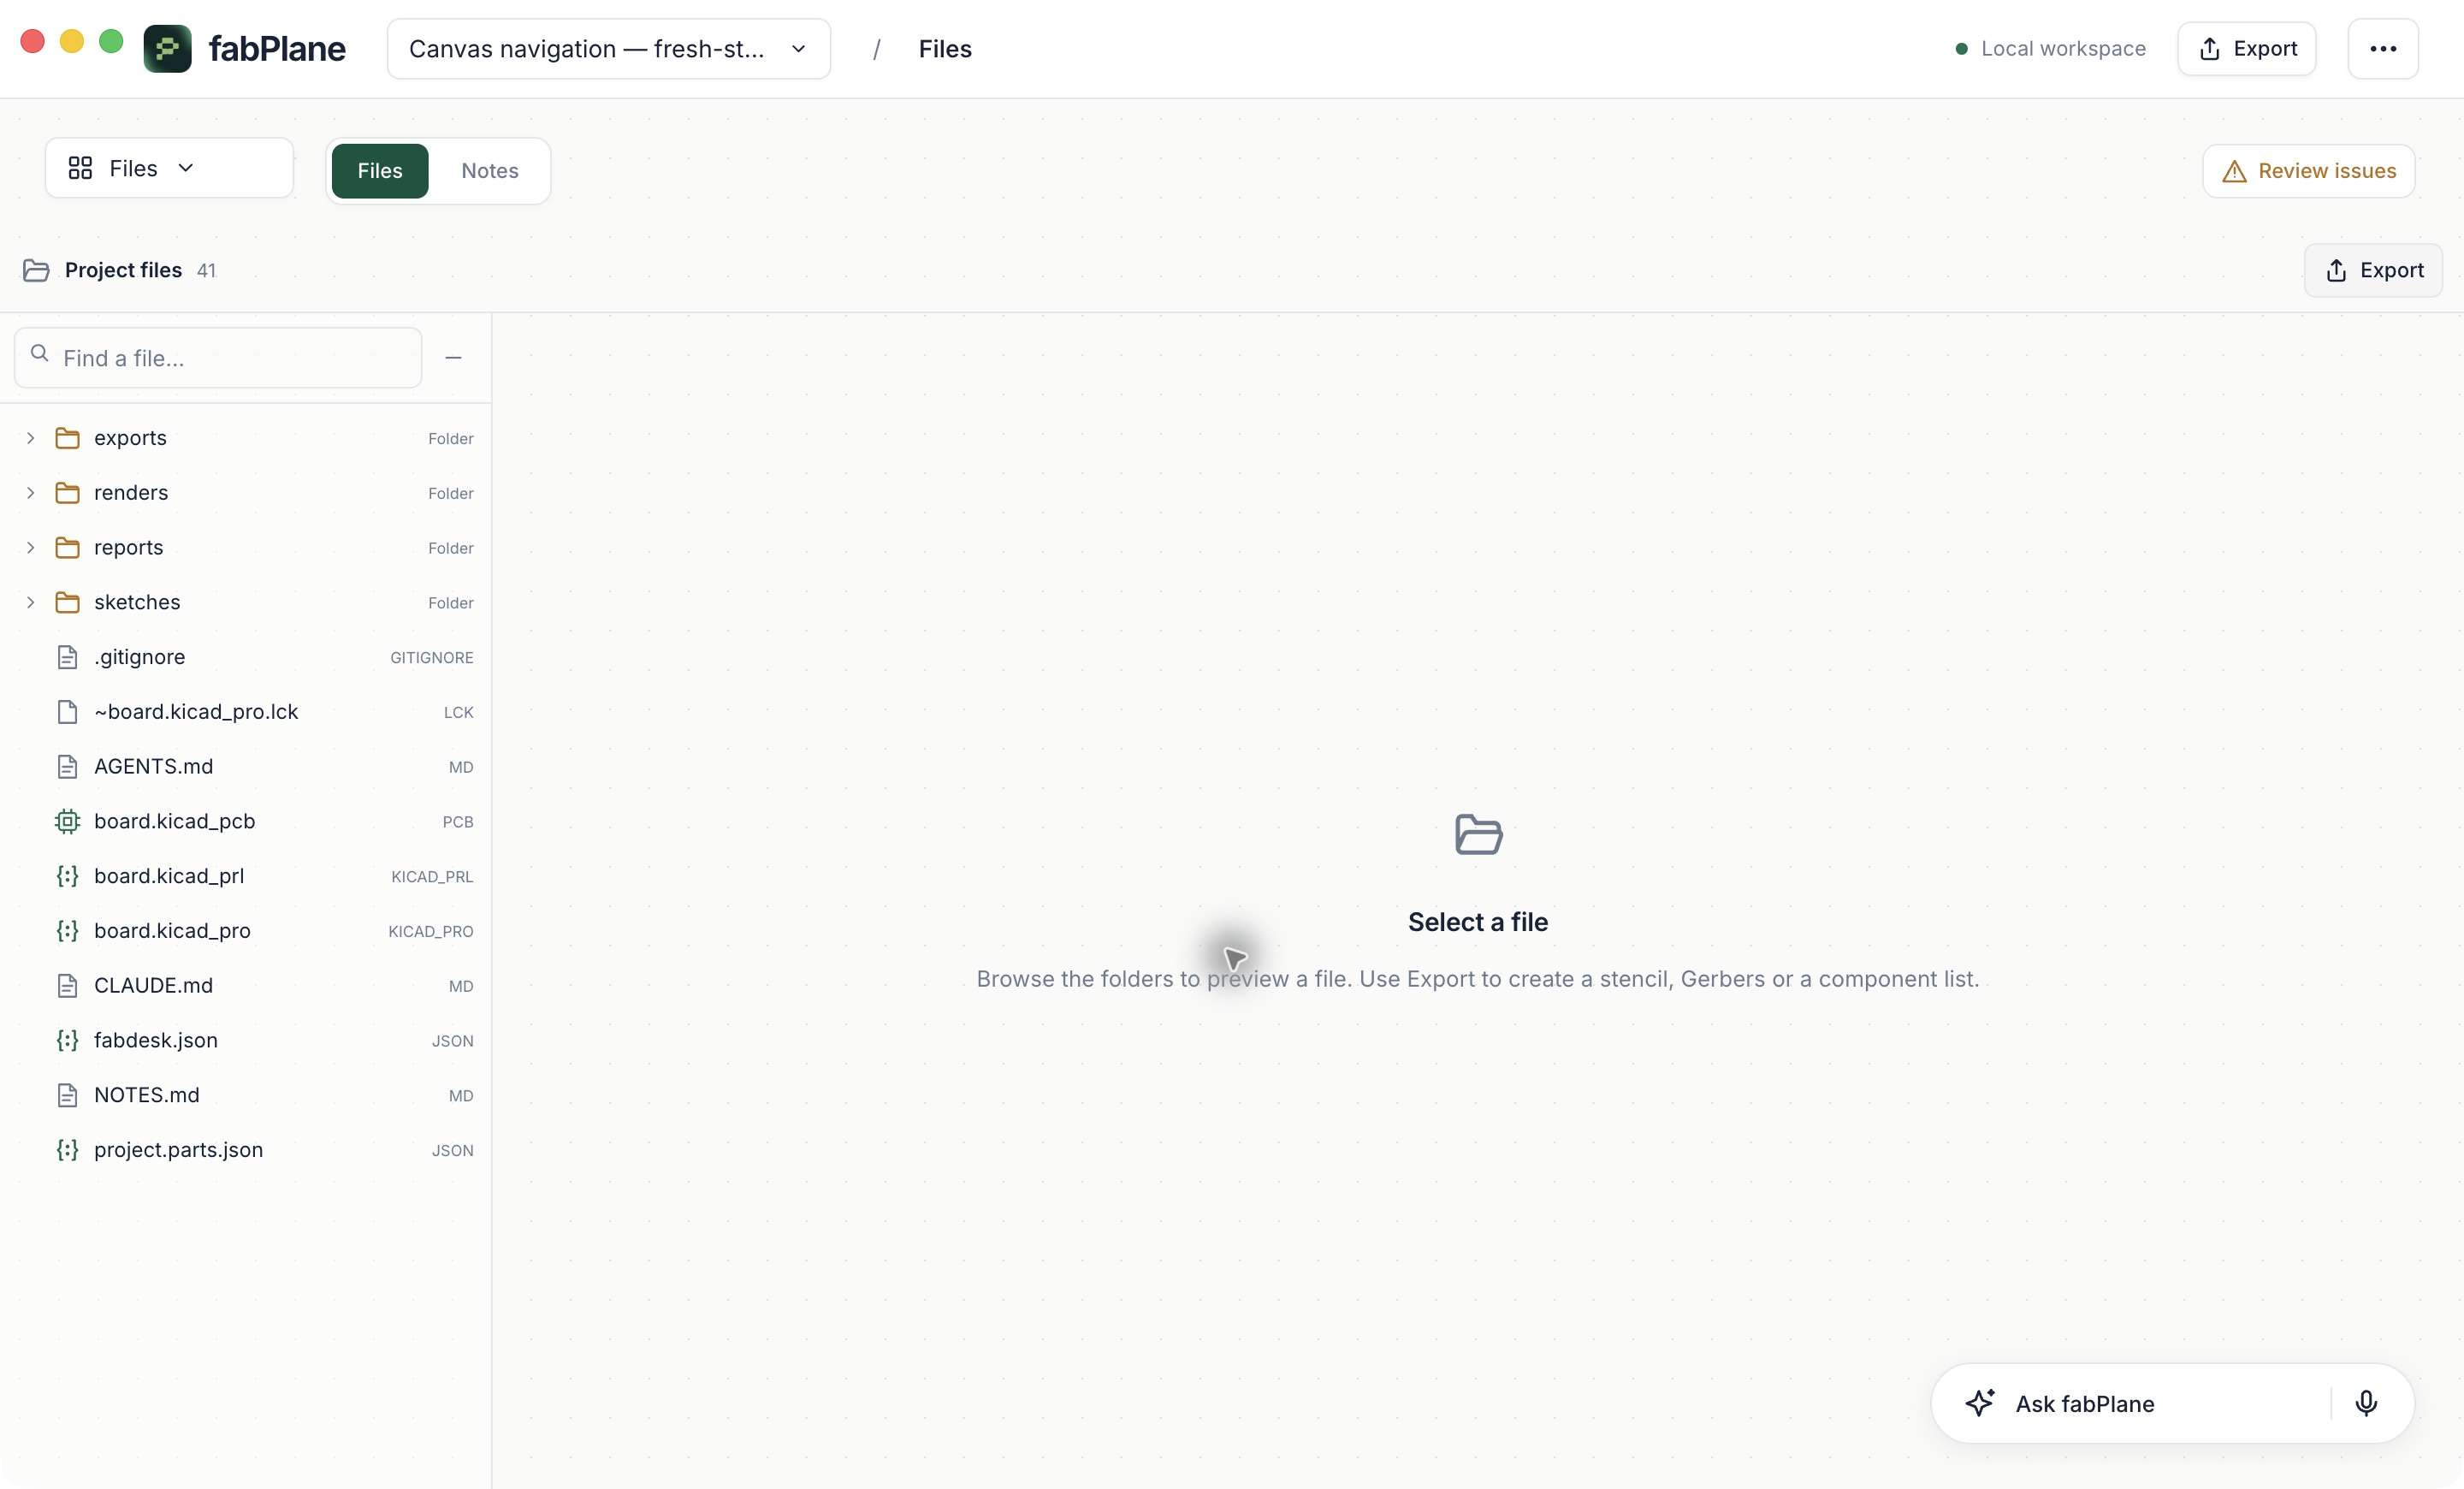 fabPlane
Canvas navigation — fresh-st...
/
Files
Local workspace
Export
Files
Files
Notes
Review issues
Project files 41
Export
Find a file...
exports Folder
renders Folder
reports Folder
sketches Folder
.gitignore GITIGNORE
~board.kicad_pro.lck LCK
AGENTS.md MD
board.kicad_pcb PCB
board.kicad_prl KICAD_PRL
board.kicad_pro KICAD_PRO
CLAUDE.md MD
fabdesk.json JSON
NOTES.md MD
project.parts.json JSON
Select a file
Browse the folders to preview a file. Use Export to create a stencil, Gerbers or a component list.
Ask fabPlane